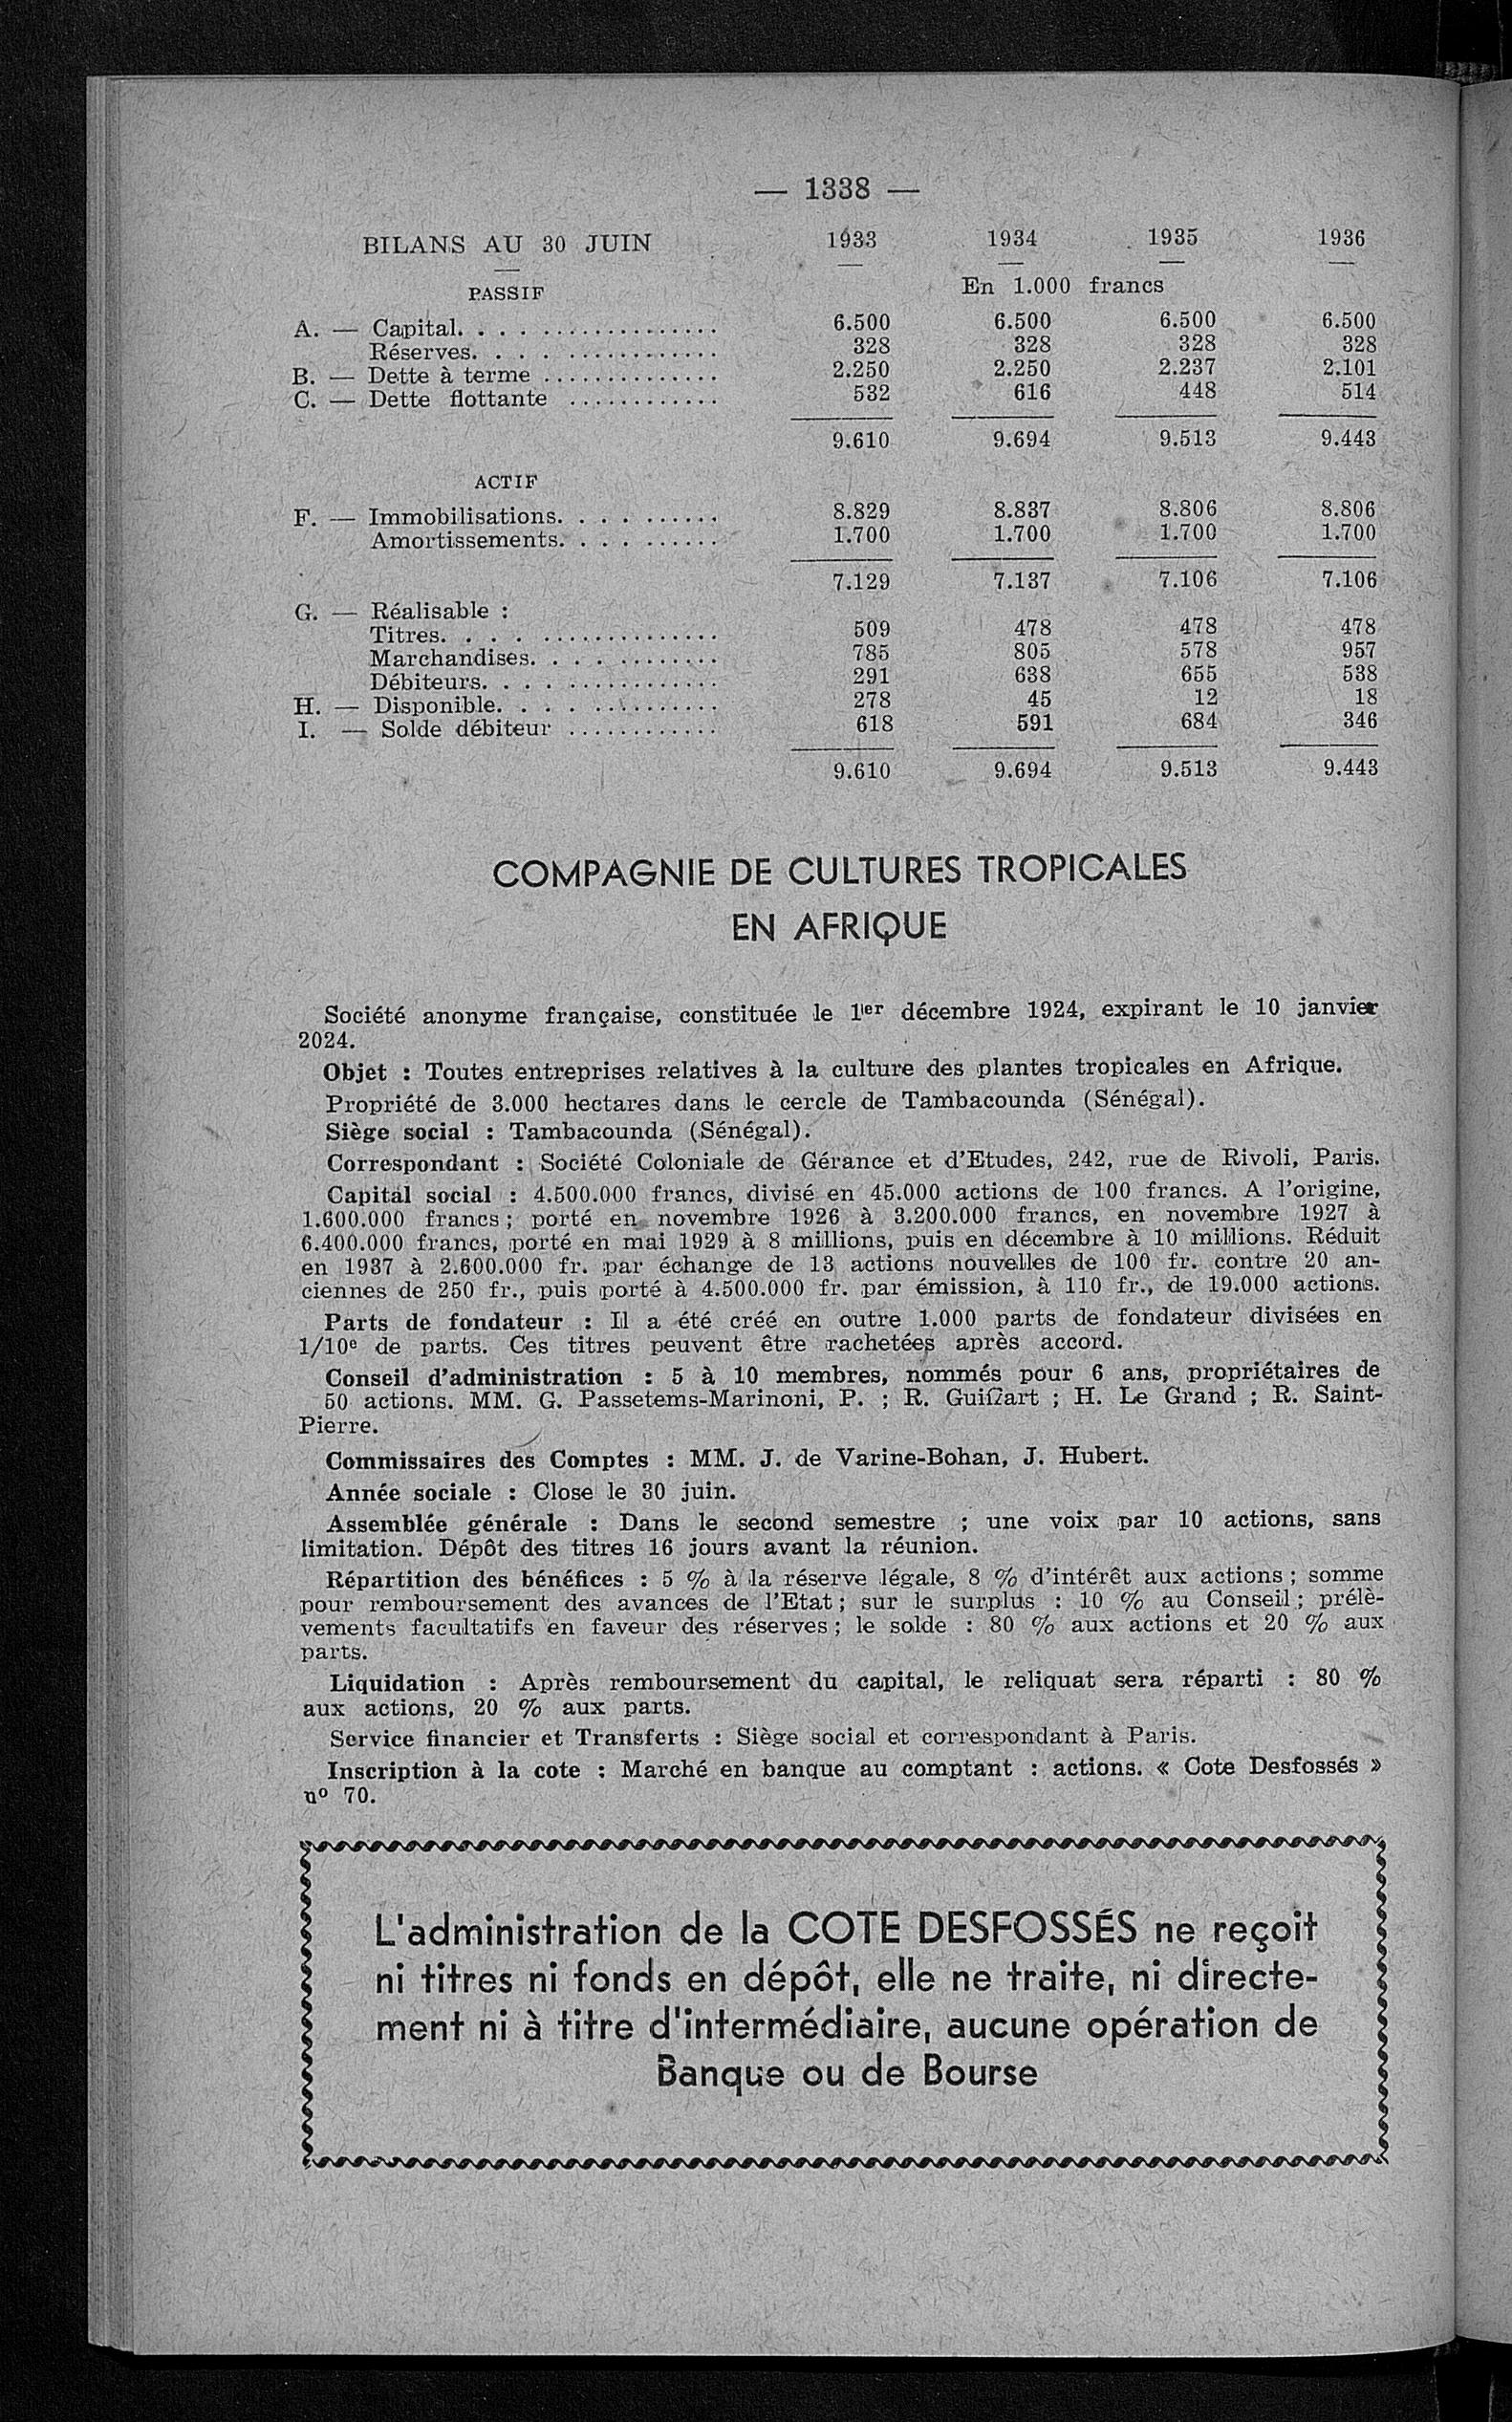 — 1338 —
BILANS AU 30 JUIN 1933 1934 1935 1936
PASSIF En 1.000 francs
A. — Capital. . . . . . . . . . . . . . . . . . 6.500 6.500 6.500 6.500
Réserves. . . . . . . . . . . . . . . . 328 328 328 328
B. — Dette à terme . . . . . . . . . . . . . . 2.250 2.250 2.237 2.101
C. — Dette flottante . . . . . . . . . . . . 532 616 448 514
9.610 9.694 9.513 9.443
ACTIF
F. — Immobilisations. . . . . . . . . . 8.829 8.837 8.806 8.806
Amortissements. . . . . . . . . . 1.700 1.700 1.700 1.700
7.129 7.137 7.106 7.106
G. — Réalisable :
Titres. . . . . . . . . . . . . . . . . . 509 478 478 478
Marchandises. . . . . . . . . . . . 785 805 578 957
Débiteurs. . . . . . . . . . . . . . . . 291 638 655 538
H. — Disponible. . . . . . . . . . . . . . 278 45 12 18
I. — Solde débiteur . . . . . . . . . . . . 618 591 684 346
9.610 9.694 9.513 9.443
COMPAGNIE DE CULTURES TROPICALES
EN AFRIQUE
Société anonyme française, constituée le 1er décembre 1924, expirant le 10 janvier
2024.
Objet : Toutes entreprises relatives à la culture des plantes tropicales en Afrique.
Propriété de 3.000 hectares dans le cercle de Tambacounda (Sénégal).
Siège social : Tambacounda (Sénégal).
Correspondant : Société Coloniale de Gérance et d'Etudes, 242, rue de Rivoli, Paris.
Capital social : 4.500.000 francs, divisé en 45.000 actions de 100 francs. A l'origine,
1.600.000 francs ; porté en novembre 1926 à 3.200.000 francs, en novembre 1927 à
6.400.000 francs, porté en mai 1929 à 8 millions, puis en décembre à 10 millions. Réduit
en 1937 à 2.600.000 fr. par échange de 13 actions nouvelles de 100 fr. contre 20 an-
ciennes de 250 fr., puis porté à 4.500.000 fr. par émission, à 110 fr., de 19.000 actions.
Parts de fondateur : Il a été créé en outre 1.000 parts de fondateur divisées en
1/10e de parts. Ces titres peuvent être rachetées après accord.
Conseil d'administration : 5 à 10 membres, nommés pour 6 ans, propriétaires de
50 actions. MM. G. Passetems-Marinoni, P. ; R. Guiffart ; H. Le Grand ; R. Saint-
Pierre.
Commissaires des Comptes : MM. J. de Varine-Bohan, J. Hubert.
Année sociale : Close le 30 juin.
Assemblée générale : Dans le second semestre ; une voix par 10 actions, sans
limitation. Dépôt des titres 16 jours avant la réunion.
Répartition des bénéfices : 5 % à la réserve légale, 8 % d'intérêt aux actions ; somme
pour remboursement des avances de l'Etat ; sur le surplus : 10 % au Conseil ; prélè-
vements facultatifs en faveur des réserves ; le solde : 80 % aux actions et 20 % aux
parts.
Liquidation : Après remboursement du capital, le reliquat sera réparti : 80 %
aux actions, 20 % aux parts.
Service financier et Transferts : Siège social et correspondant à Paris.
Inscription à la cote : Marché en banque au comptant : actions. « Cote Desfossés »
no 70.
L'administration de la COTE DESFOSSÉS ne reçoit
ni titres ni fonds en dépôt, elle ne traite, ni directe-
ment ni à titre d'intermédiaire, aucune opération de
Banque ou de Bourse